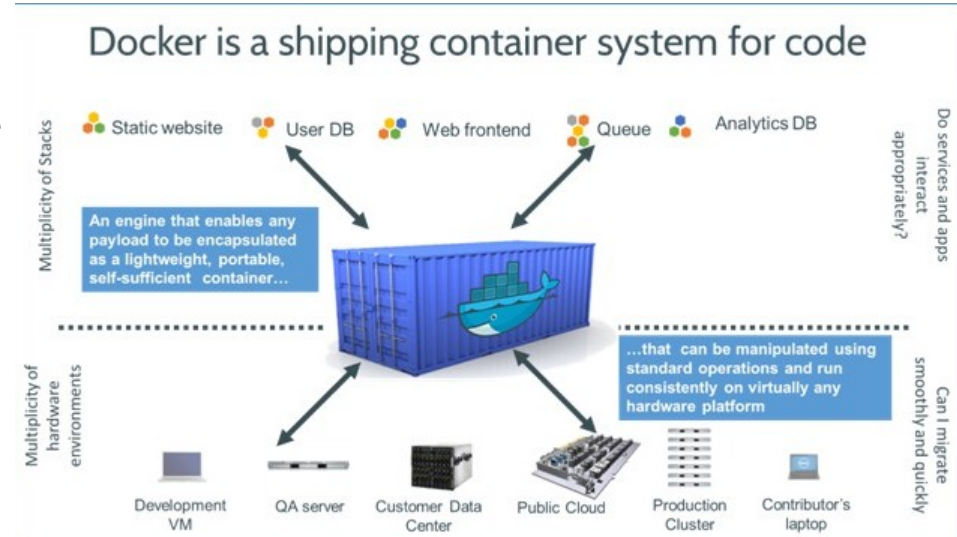 Docker is a shipping container system for code
Static website
User DB
Web frontend
Queue
Analytics DB
Multiplicity of Stacks
Do services and apps
interact
appropriately?
An engine that enables any
payload to be encapsulated
as a lightweight, portable,
self-sufficient container…
…that can be manipulated using
standard operations and run
consistently on virtually any
hardware platform
Multiplicity of
hardware
environments
Can I migrate
smoothly and quickly
Development
VM
QA server
Customer Data
Center
Public Cloud
Production
Cluster
Contributor's
laptop